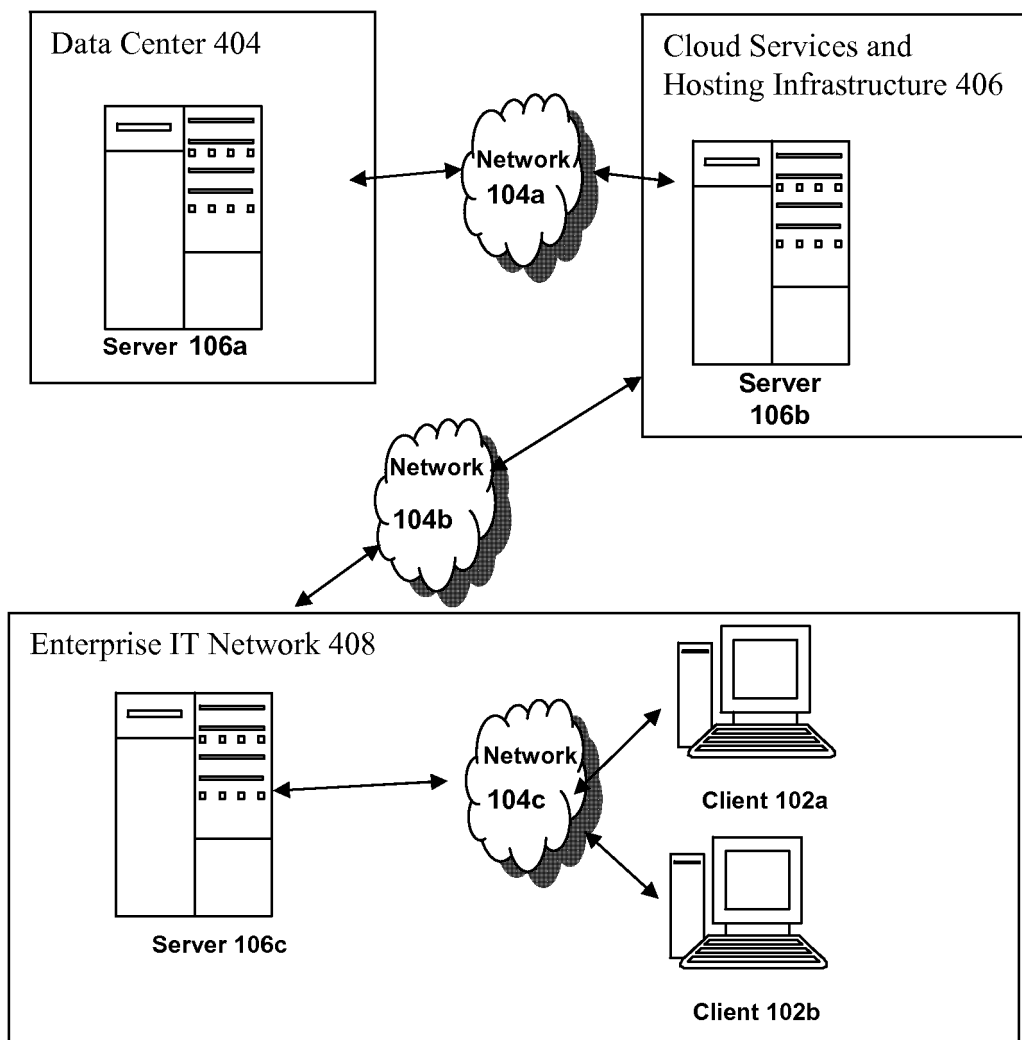 Data Center 404
Server 106a
Network
104a
Cloud Services and
Hosting Infrastructure 406
Server
106b
Network
104b
Enterprise IT Network 408
Server 106c
Network
104c
Client 102a
Client 102b